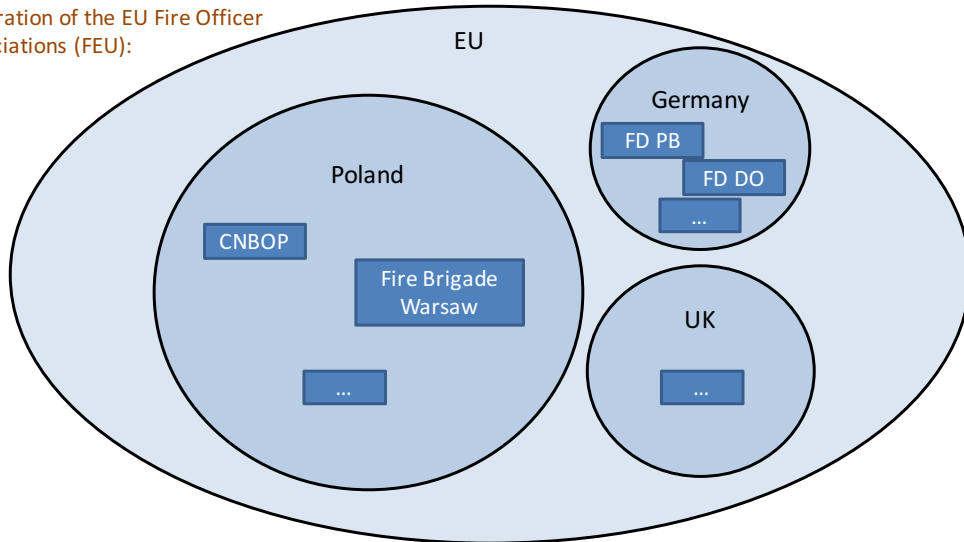 ration of the EU Fire Officer
ciations (FEU):
EU
Germany
FD PB
FD DO
...
Poland
CNBOP
Fire Brigade
Warsaw
...
UK
...